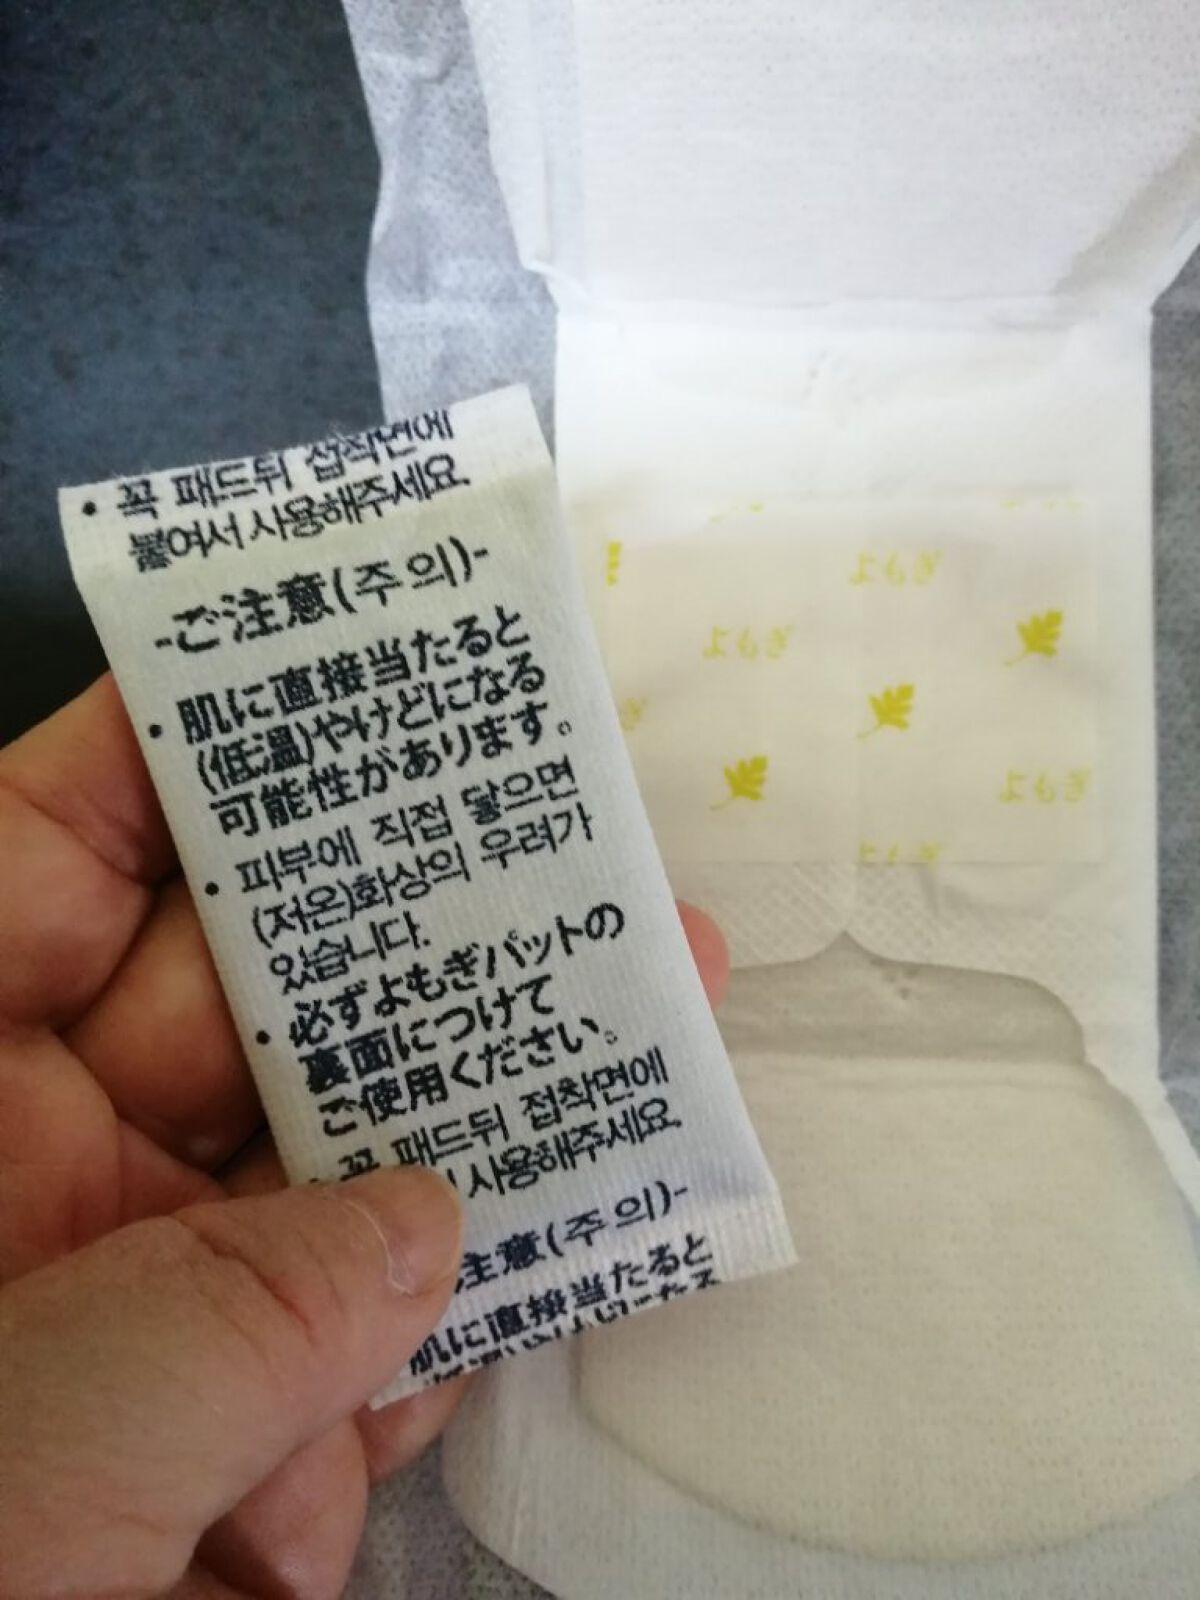 • 꼭 패드뒤 접착면에
붙여서 사용해주세요.
-ご注意(주의)-
• 肌に直接当たると
(低温)やけどになる
可能性があります。
• 피부에 직접 닿으면
(저온)화상의 우려가
있습니다.
• 必ずよもぎパットの
裏面につけて
ご使用ください。
• 꼭 패드뒤 접착면에
사용해주세요.
注意(주의)-
肌に直接当たると
よもぎ
よもぎ
よもぎ
よもぎ